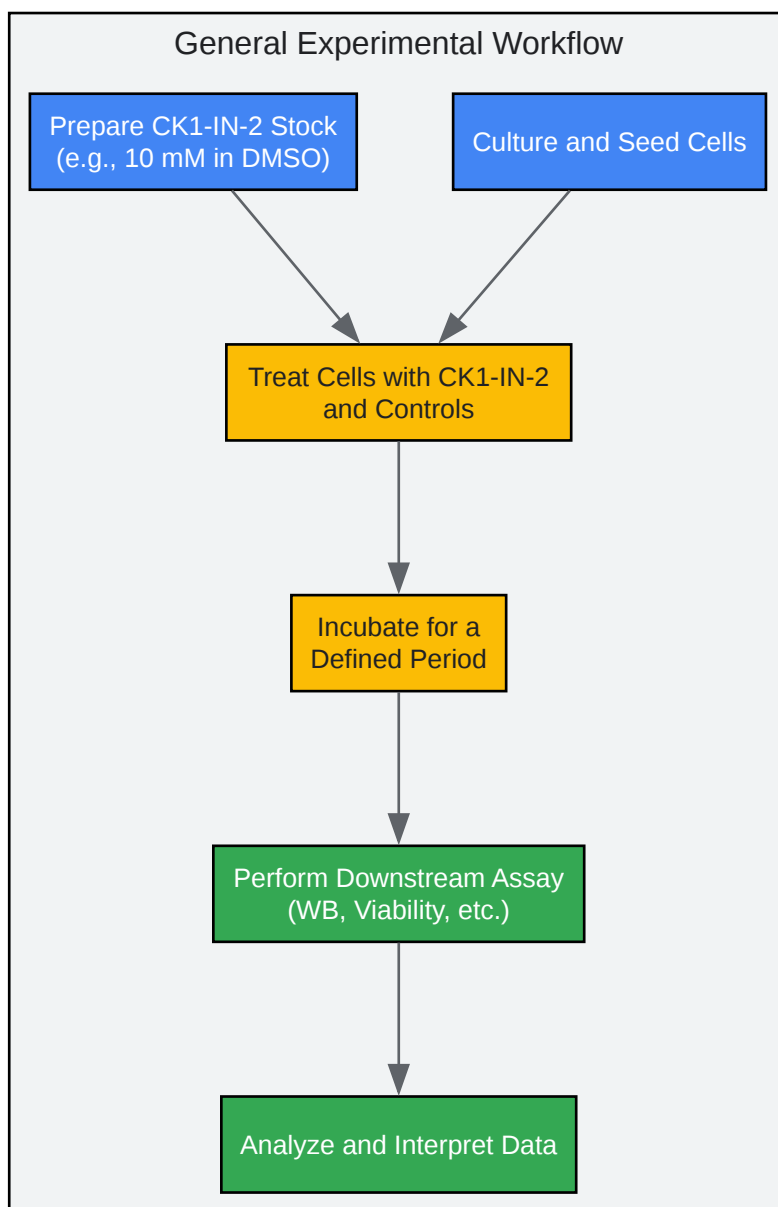 General Experimental Workflow
Prepare CK1-IN-2 Stock
(e.g., 10 mM in DMSO)
Culture and Seed Cells
Treat Cells with CK1-IN-2
and Controls
Incubate for a
Defined Period
Perform Downstream Assay
(WB, Viability, etc.)
Analyze and Interpret Data